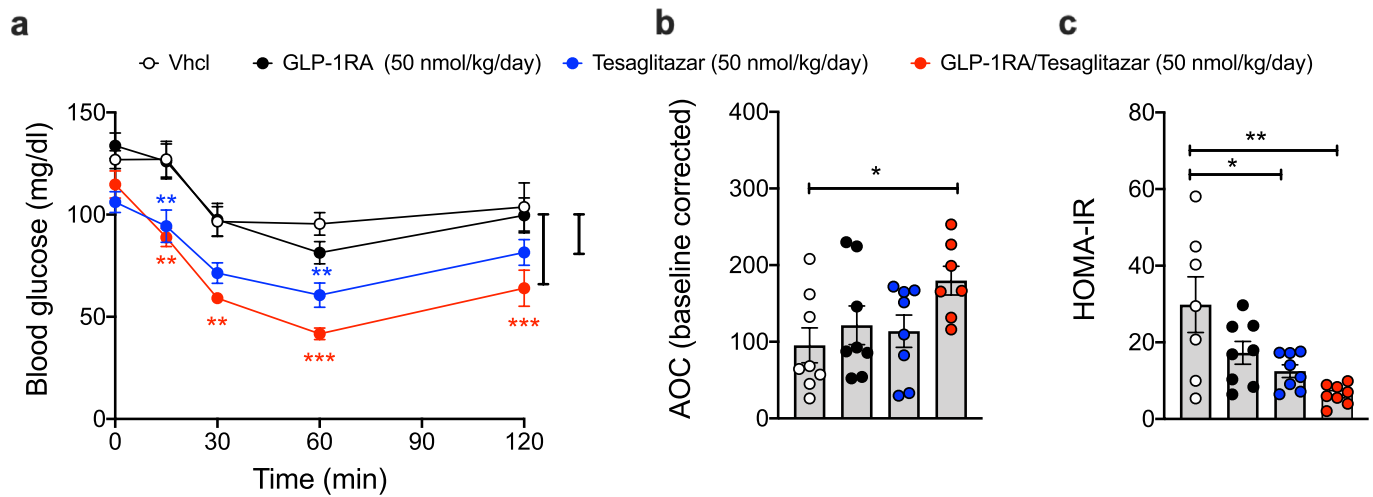 a b c
Vhcl GLP-1RA (50 nmol/kg/day) Tesaglitazar (50 nmol/kg/day) GLP-1RA/Tesaglitazar (50 nmol/kg/day)
Blood glucose (mg/dl)
150
100
50
0
** ** ** ** *** ***
0 30 60 90 120
Time (min)
AOC (baseline corrected)
400
300
200
100
0
*
HOMA-IR
80
60
40
20
0
**
*